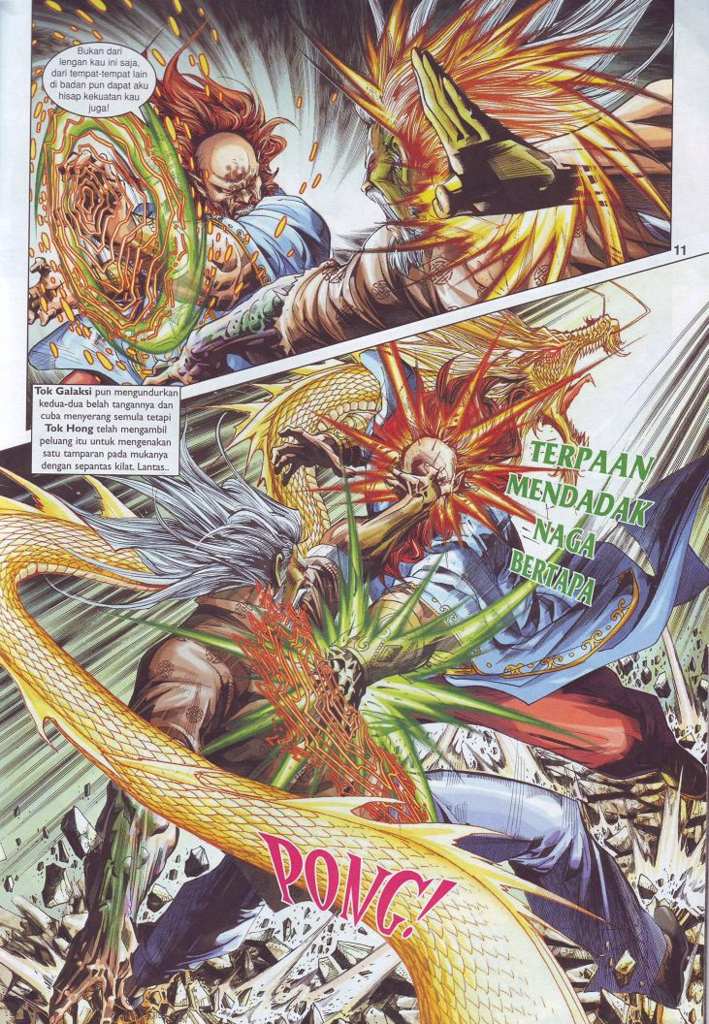 Bukan dari
lengan kau ini saja,
dari tempat-tempat lain
di badan pun dapat aku
hisap kekuatan kau
juga!
11
Tok Galaksi pun mengundurkan
kedua-dua belah tangannya dan
cuba menyerang semula tetapi
Tok Hong telah mengambil
peluang itu untuk mengenakan
satu tamparan pada mukanya
dengan sepantas kilat. Lantas..
TERPAAN
MENDADAK
NAGA
BERTAPA
PONG!